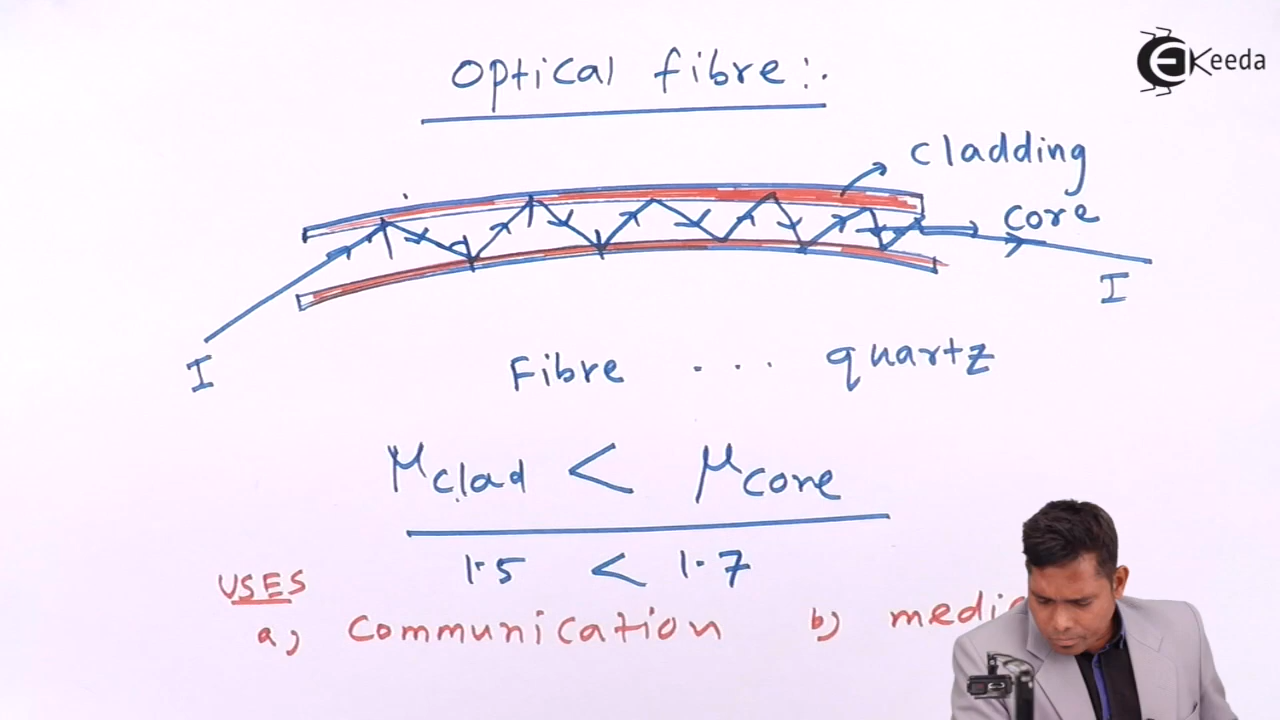 Optical fibre:.
EKeeda
cladding
core
I
I
Fibre ... quartz
μclad < μcore
1.5 < 1.7
USES
a) communication b)